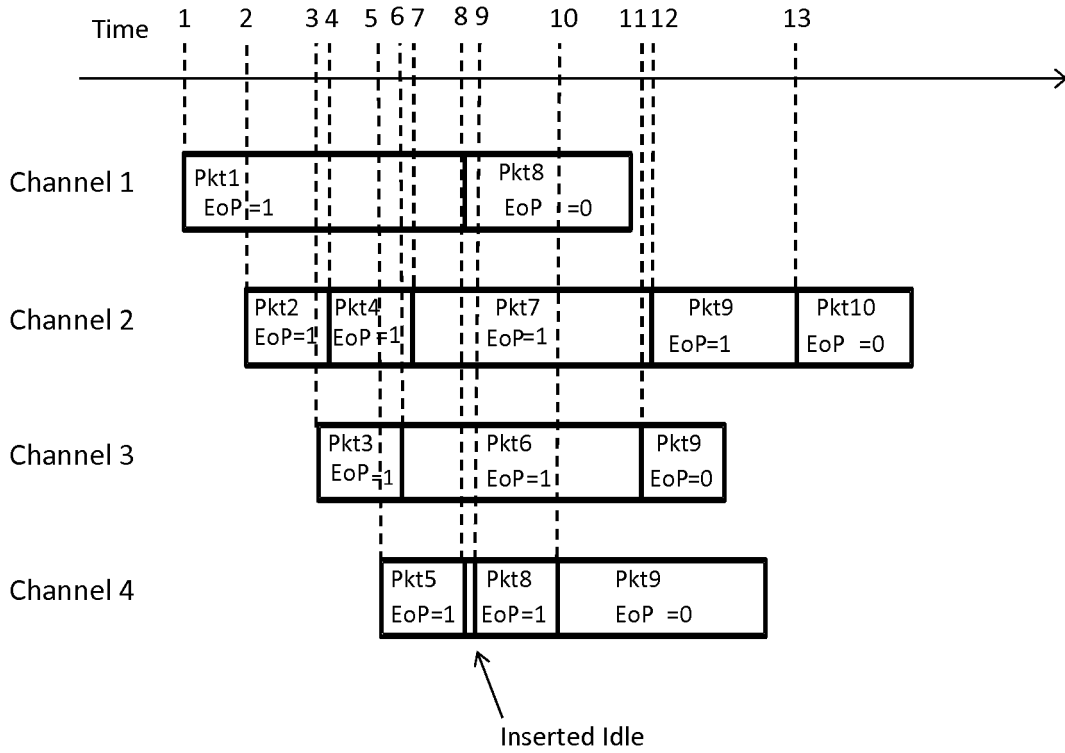 Time 1 2 3 4 5 6 7 8 9 10 11 12 13
Channel 1
Pkt1 Pkt8
EoP =1 EoP =0
Channel 2
Pkt2 Pkt4 Pkt7 Pkt9 Pkt10
EoP=1 EoP =1 EoP=1 EoP=1 EoP =0
Channel 3
Pkt3 Pkt6 Pkt9
EoP =1 EoP=1 EoP=0
Channel 4
Pkt5 Pkt8 Pkt9
EoP=1 EoP=1 EoP =0
Inserted Idle